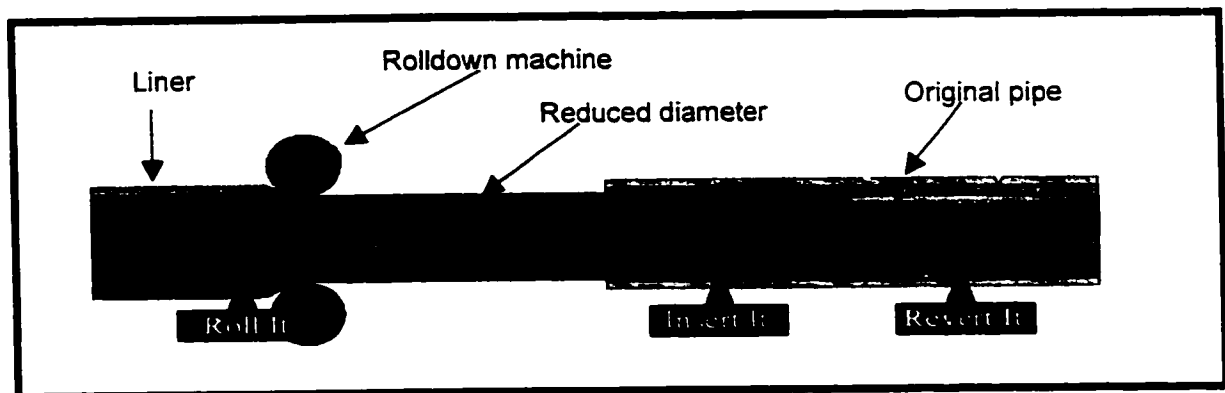 Rolldown machine
Liner
Reduced diameter
Original pipe
Roll It
Insert It
Revert It